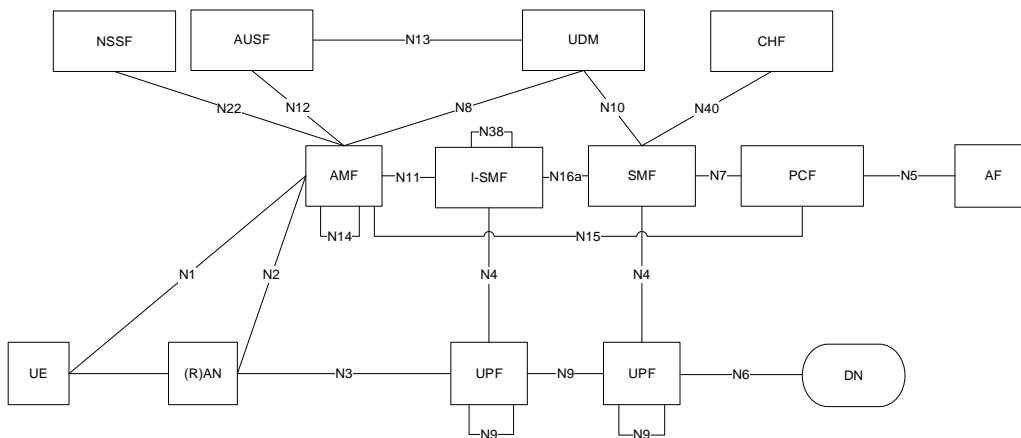 NSSF
AUSF
N13
UDM
CHF
N22
N12
N8
N10
N40
N38
AMF
N11
I-SMF
N16a
SMF
N7
PCF
N5
AF
N14
N15
N1
N2
N4
N4
UE
(R)AN
N3
UPF
N9
UPF
N6
DN
N9
N9